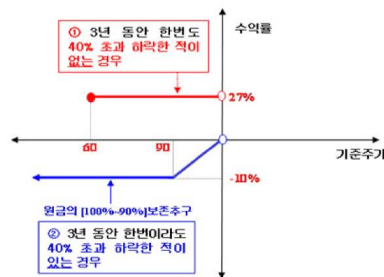 수익률
① 3년 동안 한번도
40% 초과 하락한 적이
없는 경우
27%
60
90
기준주가
-10%
원금의 [100%~90%]보존추구
② 3년 동안 한번이라도
40% 초과 하락한 적이
있는 경우